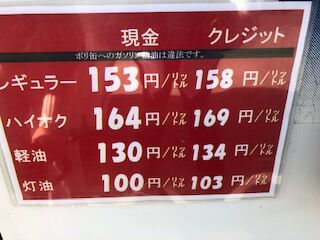 現金 クレジット
ポリ缶へのガソリン給油は違法です。
レギュラー 153円/リットル 158円/リットル
ハイオク 164円/リットル 169円/リットル
軽油 130円/リットル 134円/リットル
灯油 100円/リットル 103円/リットル